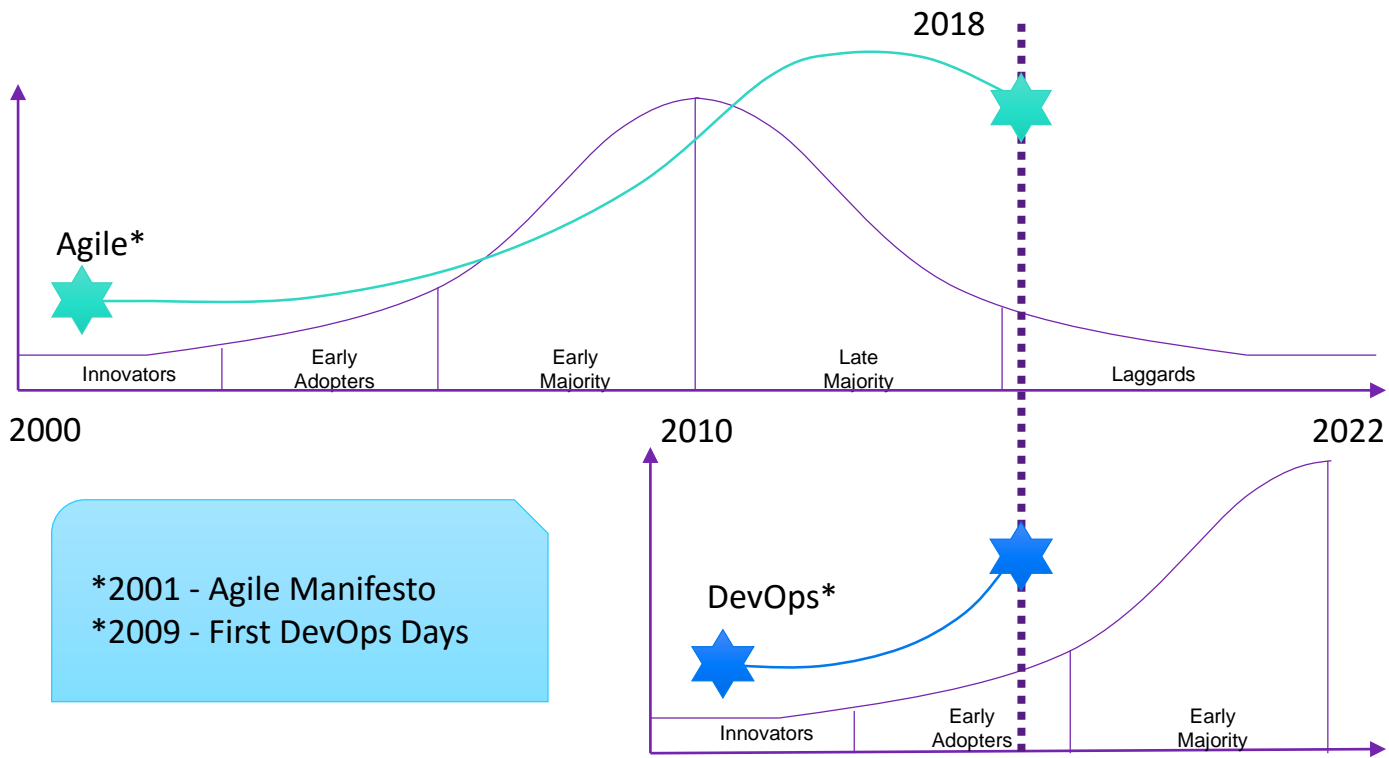 2018
Agile*
Innovators
Early
Adopters
Early
Majority
Late
Majority
Laggards
2000
2010
2022
*2001 - Agile Manifesto
*2009 - First DevOps Days
DevOps*
Innovators
Early
Adopters
Early
Majority